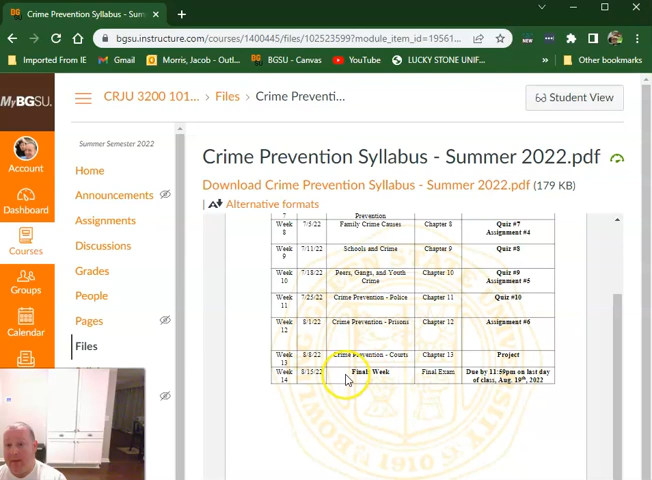 Crime Prevention Syllabus - Sum
bgsu.instructure.com/courses/1400445/files/102523599?module_item_id=19561...
NEW
Imported From IE
Gmail
Morris, Jacob - Outl...
BGSU - Canvas
YouTube
LUCKY STONE UNIF...
»
Other bookmarks
MyBGSU.
CRJU 3200 101... > Files > Crime Preventi...
Student View
Account
Dashboard
Courses
Groups
Calendar
Summer Semester 2022
Home
Announcements
Assignments
Discussions
Grades
People
Pages
Files
Crime Prevention Syllabus - Summer 2022.pdf
Download Crime Prevention Syllabus - Summer 2022.pdf (179 KB)
Alternative formats
7 Prevention
Week 8 7/5/22 Family Crime Causes Chapter 8 Quiz #7
Assignment #4
Week 9 7/11/22 Schools and Crime Chapter 9 Quiz #8
Week 10 7/18/22 Peers, Gangs, and Youth Crime Chapter 10 Quiz #9
Assignment #5
Week 11 7/25/22 Crime Prevention - Police Chapter 11 Quiz #10
Week 12 8/1/22 Crime Prevention - Prisons Chapter 12 Assignment #6
Week 13 8/8/22 Crime Prevention - Courts Chapter 13 Project
Week 14 8/15/22 Finals Week Final Exam Due by 11:59pm on last day
of class, Aug. 19th, 2022
1910